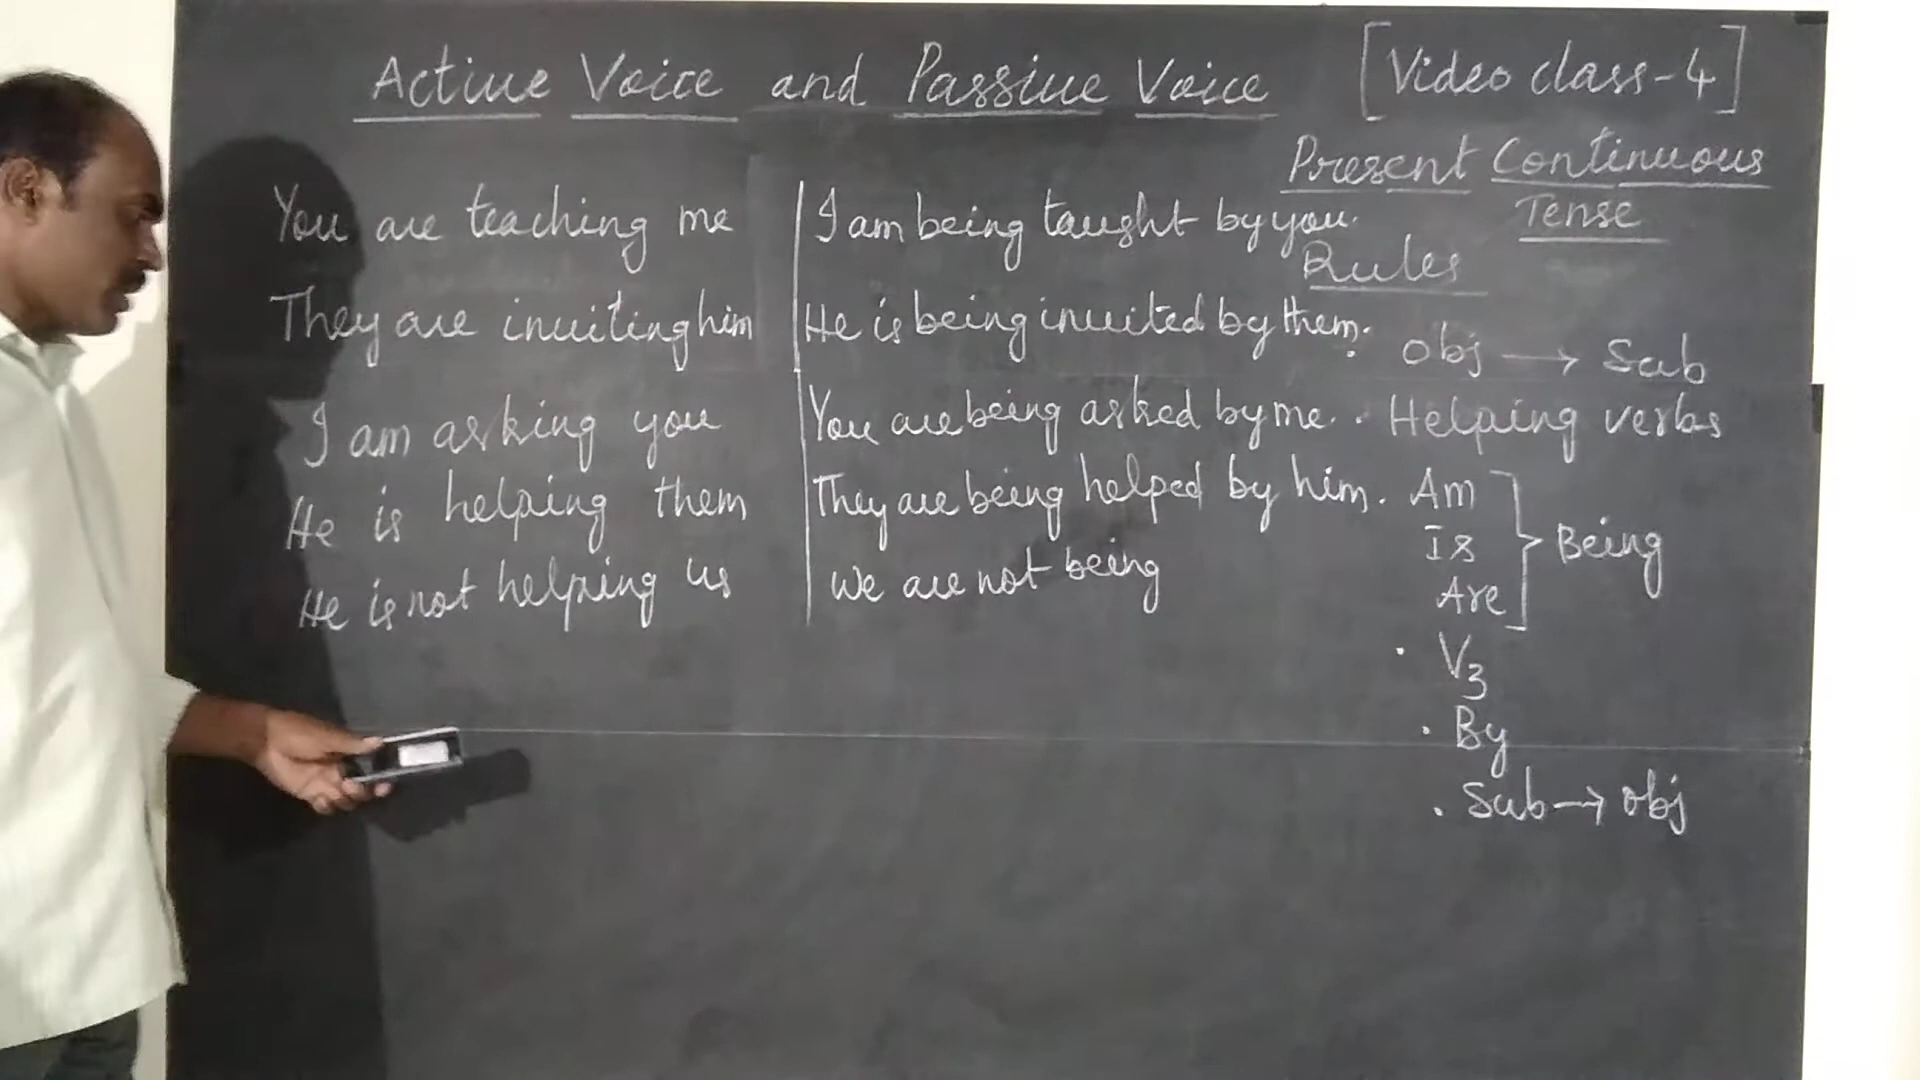 Active Voice and Passive Voice [Video class-4]
Present Continuous
Tense
You are teaching me
I am being taught by you.
Rules
They are inviting him
He is being invited by them.
. Obj → Sub
I am asking you
You are being asked by me.
. Helping verbs
He is helping them
They are being helped by him.
Am
Is
Are
} Being
He is not helping us
We are not being
. V3
. By
. Sub → obj